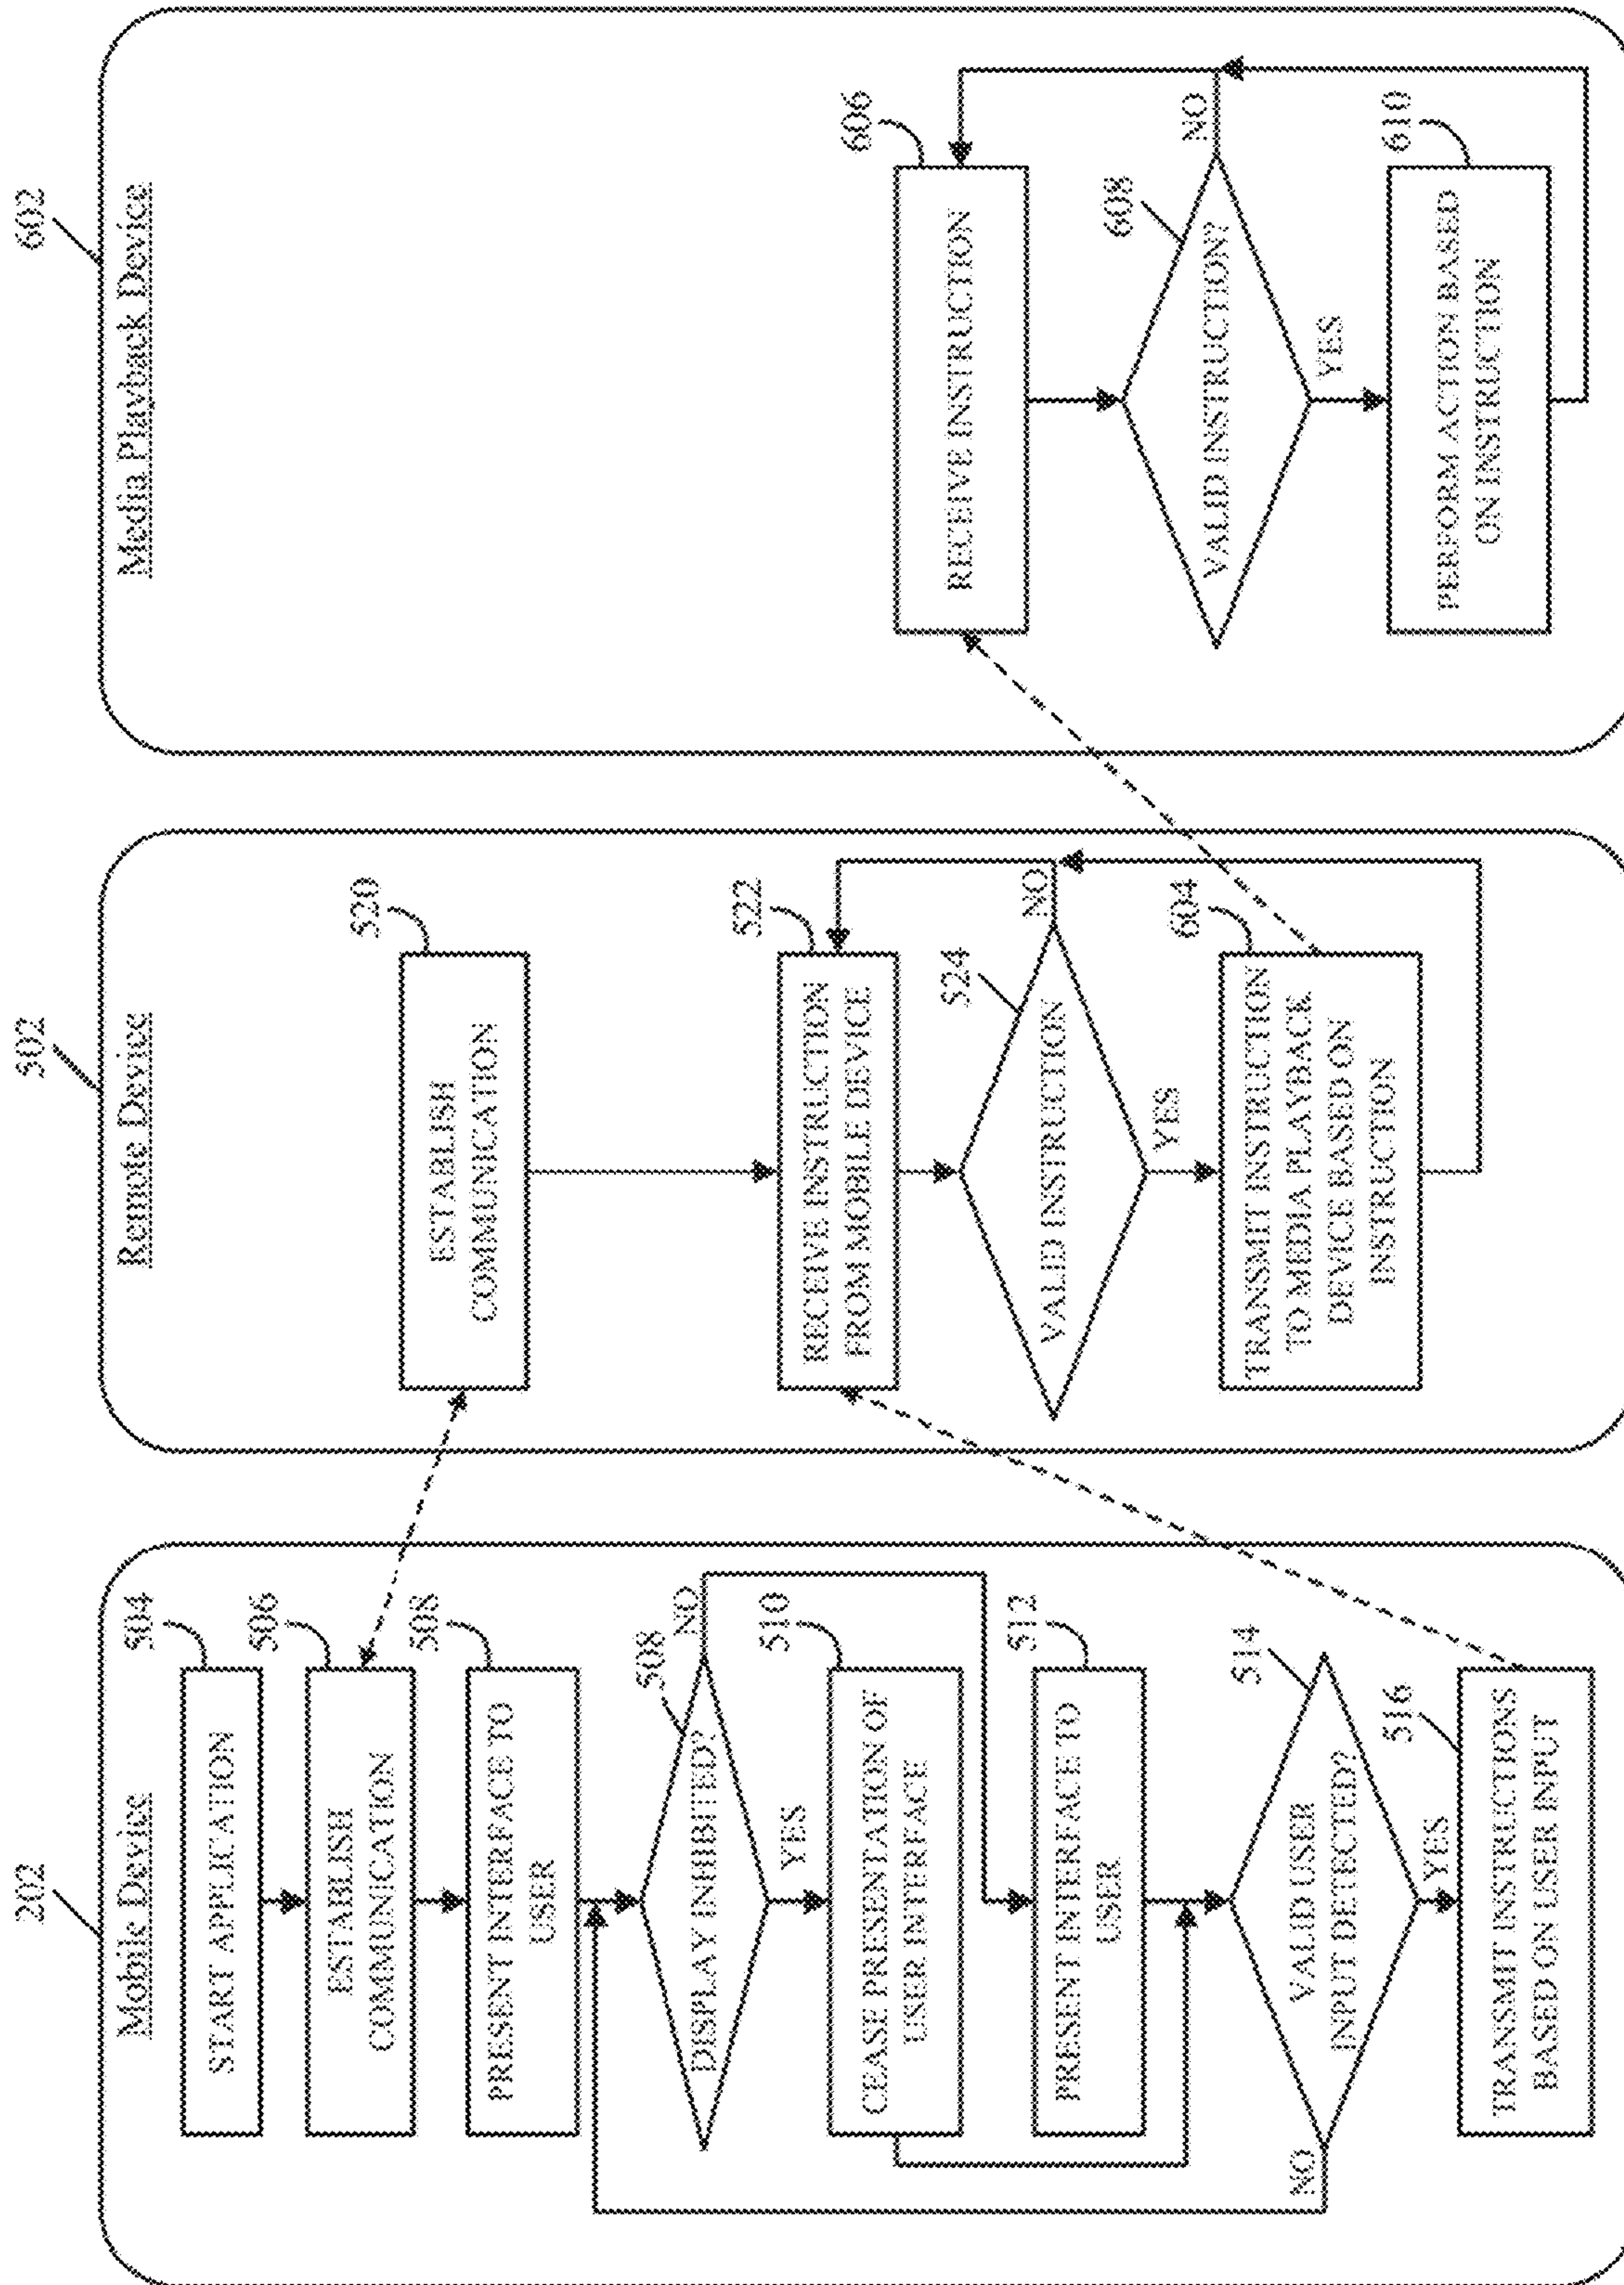 202
Mobile Device
504
START APPLICATION
506
ESTABLISH
COMMUNICATION
508
PRESENT INTERFACE TO
USER
508
DISPLAY INHIBITED?
NO
YES
510
CEASE PRESENTATION OF
USER INTERFACE
512
PRESENT INTERFACE TO
USER
514
VALID USER
INPUT DETECTED?
NO
YES
516
TRANSMIT INSTRUCTIONS
BASED ON USER INPUT
502
Remote Device
520
ESTABLISH
COMMUNICATION
522
RECEIVE INSTRUCTION
FROM MOBILE DEVICE
524
VALID INSTRUCTION
NO
YES
604
TRANSMIT INSTRUCTION
TO MEDIA PLAYBACK
DEVICE BASED ON
INSTRUCTION
602
Media Playback Device
606
RECEIVE INSTRUCTION
608
VALID INSTRUCTION?
NO
YES
610
PERFORM ACTION BASED
ON INSTRUCTION